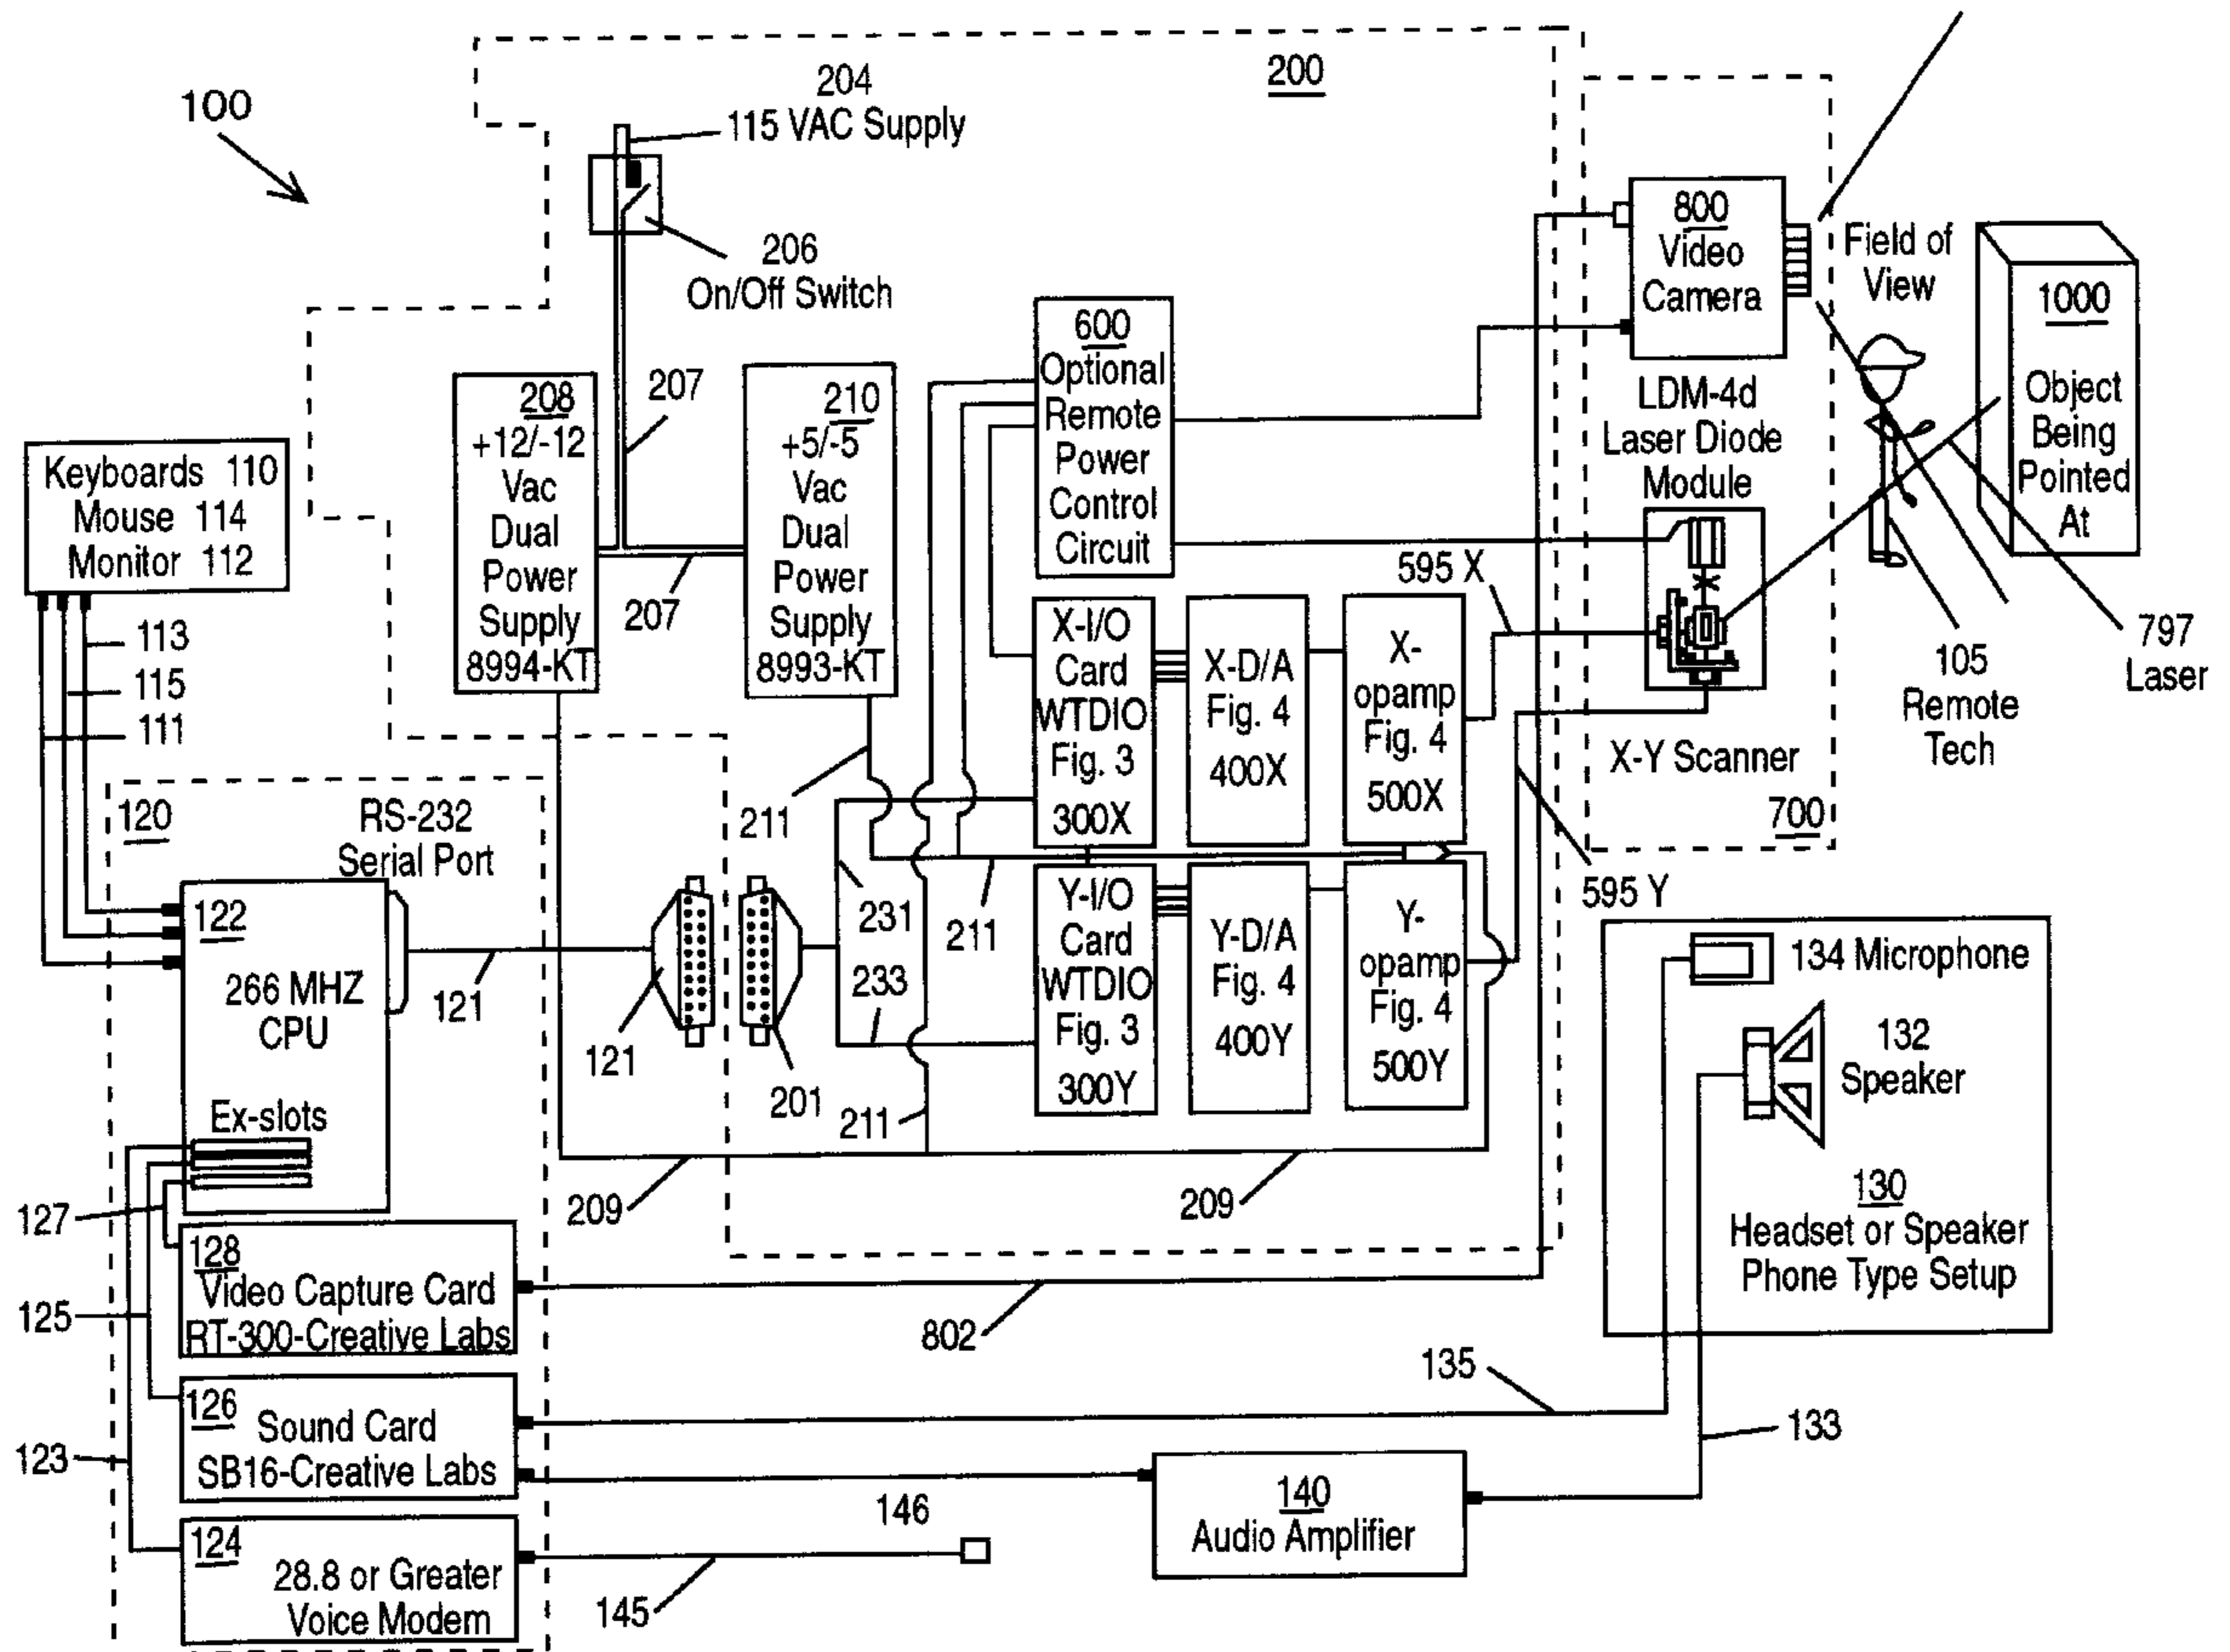 100
204
115 VAC Supply
200
206
On/Off Switch
207
208
+12/-12
Vac
Dual
Power
Supply
8994-KT
207
210
+5/-5
Vac
Dual
Power
Supply
8993-KT
600
Optional
Remote
Power
Control
Circuit
800
Video
Camera
Field of
View
1000
Object
Being
Pointed
At
LDM-4d
Laser Diode
Module
X-Y Scanner
700
105
Remote
Tech
797
Laser
Keyboards 110
Mouse 114
Monitor 112
113
115
111
595 X
X-I/O
Card
WTDIO
Fig. 3
300X
X-D/A
Fig. 4
400X
X-
opamp
Fig. 4
500X
211
211
211
595 Y
120
RS-232
Serial Port
122
266 MHZ
CPU
Ex-slots
121
121
201
231
233
Y-I/O
Card
WTDIO
Fig. 3
300Y
Y-D/A
Fig. 4
400Y
Y-
opamp
Fig. 4
500Y
209
209
134 Microphone
132
Speaker
130
Headset or Speaker
Phone Type Setup
127
125
123
128
Video Capture Card
RT-300-Creative Labs
802
126
Sound Card
SB16-Creative Labs
135
133
140
Audio Amplifier
124
28.8 or Greater
Voice Modem
145
146